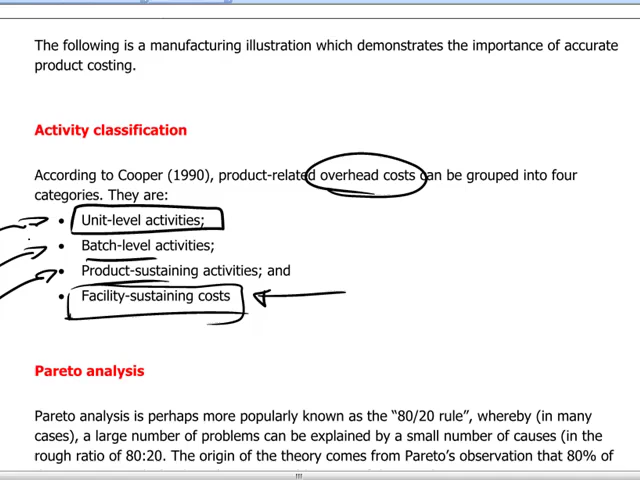 The following is a manufacturing illustration which demonstrates the importance of accurate
product costing.
Activity classification
According to Cooper (1990), product-related overhead costs can be grouped into four
categories. They are:
• Unit-level activities;
• Batch-level activities;
• Product-sustaining activities; and
• Facility-sustaining costs
Pareto analysis
Pareto analysis is perhaps more popularly known as the “80/20 rule”, whereby (in many
cases), a large number of problems can be explained by a small number of causes (in the
rough ratio of 80:20. The origin of the theory comes from Pareto’s observation that 80% of